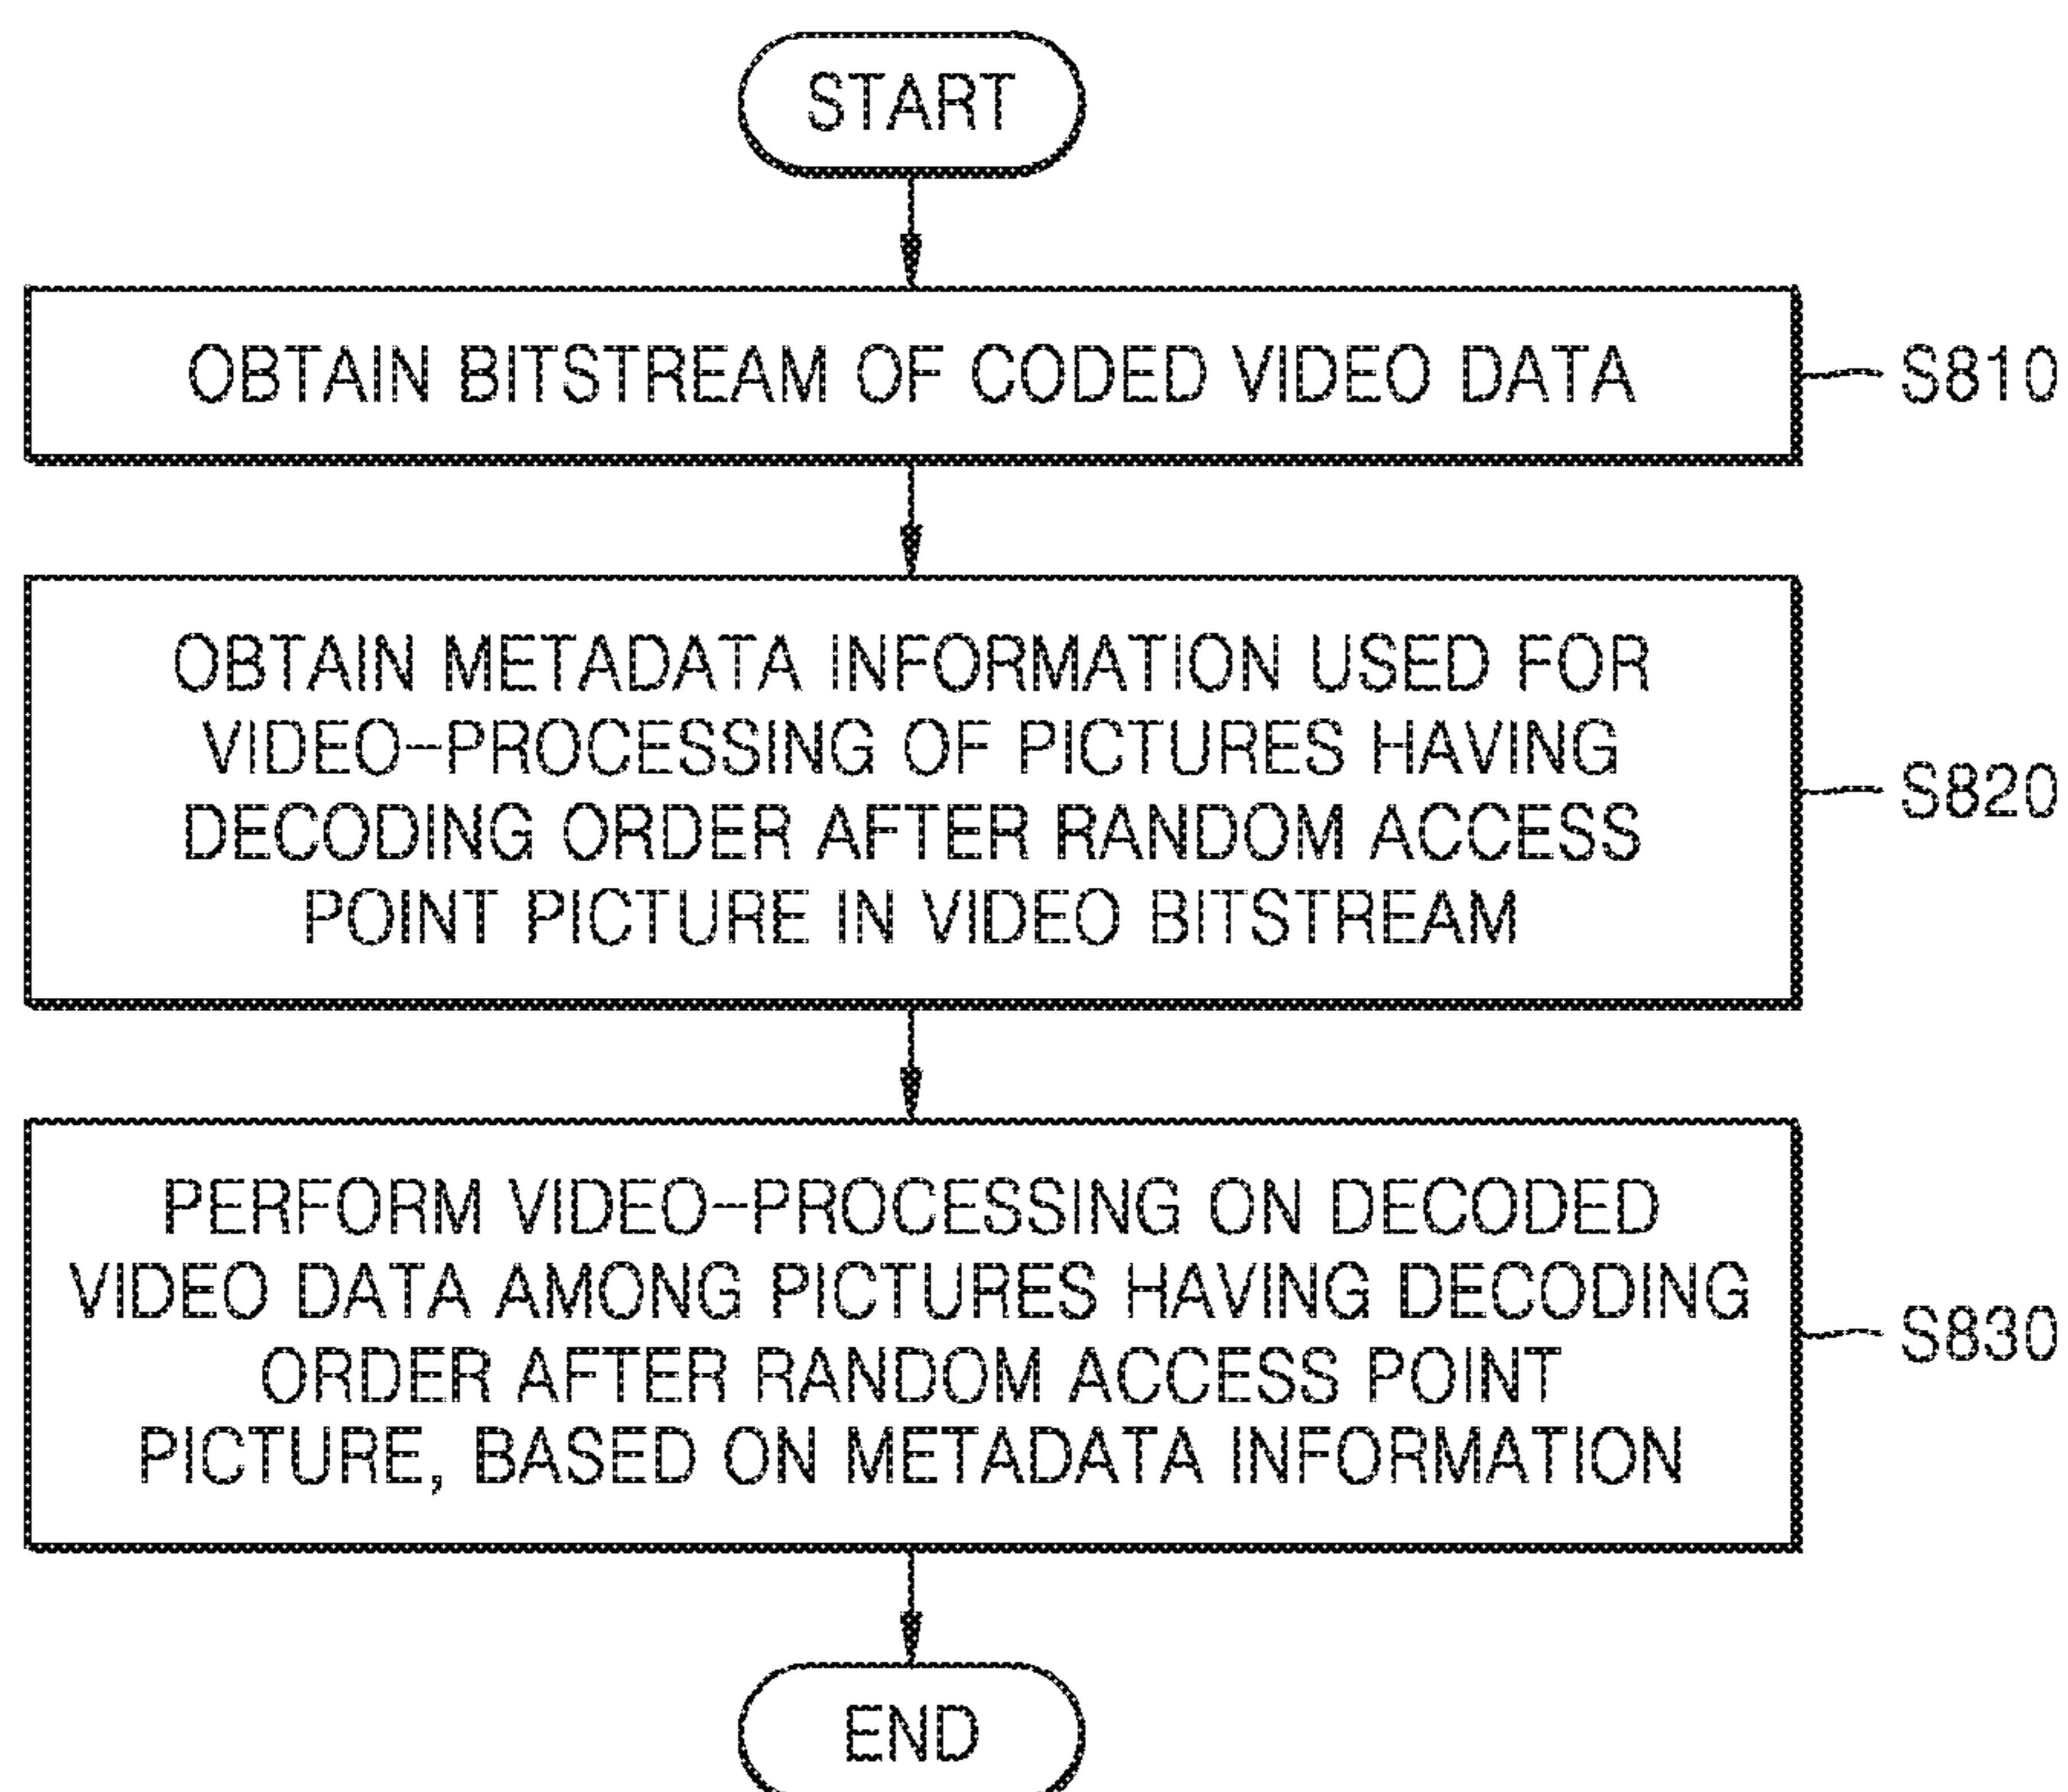 START
OBTAIN BITSTREAM OF CODED VIDEO DATA
S810
OBTAIN METADATA INFORMATION USED FOR
VIDEO-PROCESSING OF PICTURES HAVING
DECODING ORDER AFTER RANDOM ACCESS
POINT PICTURE IN VIDEO BITSTREAM
S820
PERFORM VIDEO-PROCESSING ON DECODED
VIDEO DATA AMONG PICTURES HAVING DECODING
ORDER AFTER RANDOM ACCESS POINT
PICTURE, BASED ON METADATA INFORMATION
S830
END